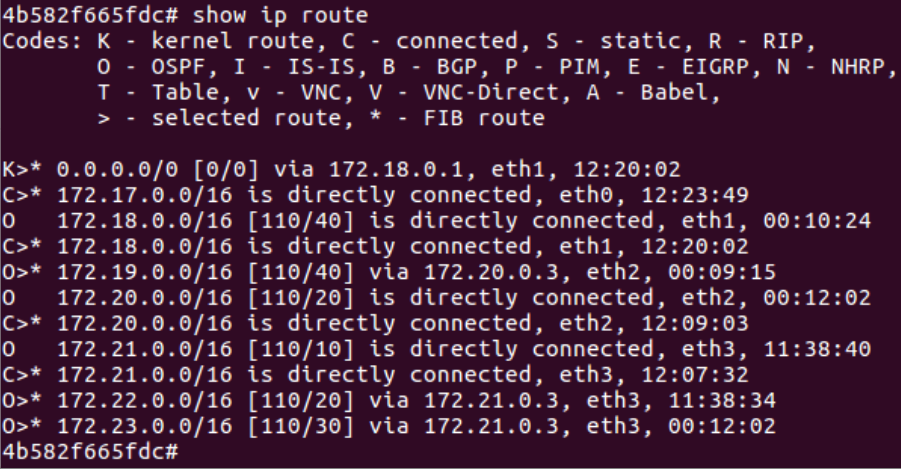 4b582f665fdc# show ip route
Codes: K - kernel route, C - connected, S - static, R - RIP,
       O - OSPF, I - IS-IS, B - BGP, P - PIM, E - EIGRP, N - NHRP,
       T - Table, v - VNC, V - VNC-Direct, A - Babel,
       > - selected route, * - FIB route

K>* 0.0.0.0/0 [0/0] via 172.18.0.1, eth1, 12:20:02
C>* 172.17.0.0/16 is directly connected, eth0, 12:23:49
O   172.18.0.0/16 [110/40] is directly connected, eth1, 00:10:24
C>* 172.18.0.0/16 is directly connected, eth1, 12:20:02
O>* 172.19.0.0/16 [110/40] via 172.20.0.3, eth2, 00:09:15
O   172.20.0.0/16 [110/20] is directly connected, eth2, 00:12:02
C>* 172.20.0.0/16 is directly connected, eth2, 12:09:03
O   172.21.0.0/16 [110/10] is directly connected, eth3, 11:38:40
C>* 172.21.0.0/16 is directly connected, eth3, 12:07:32
O>* 172.22.0.0/16 [110/20] via 172.21.0.3, eth3, 11:38:34
O>* 172.23.0.0/16 [110/30] via 172.21.0.3, eth3, 00:12:02
4b582f665fdc#